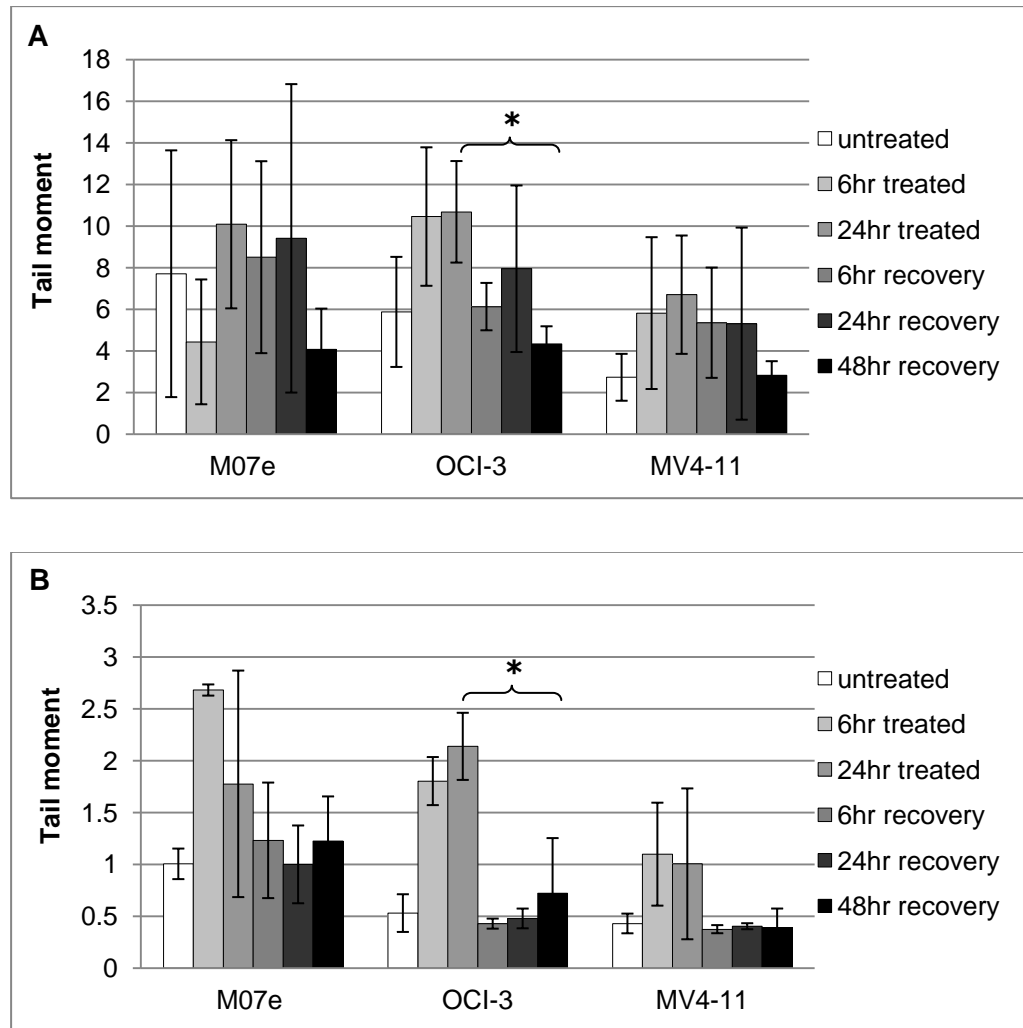 A
18
16
14
12
10
8
6
4
2
0
Tail moment
*
M07e OCI-3 MV4-11
untreated
6hr treated
24hr treated
6hr recovery
24hr recovery
48hr recovery
B
3.5
3
2.5
2
1.5
1
0.5
0
Tail moment
*
M07e OCI-3 MV4-11
untreated
6hr treated
24hr treated
6hr recovery
24hr recovery
48hr recovery